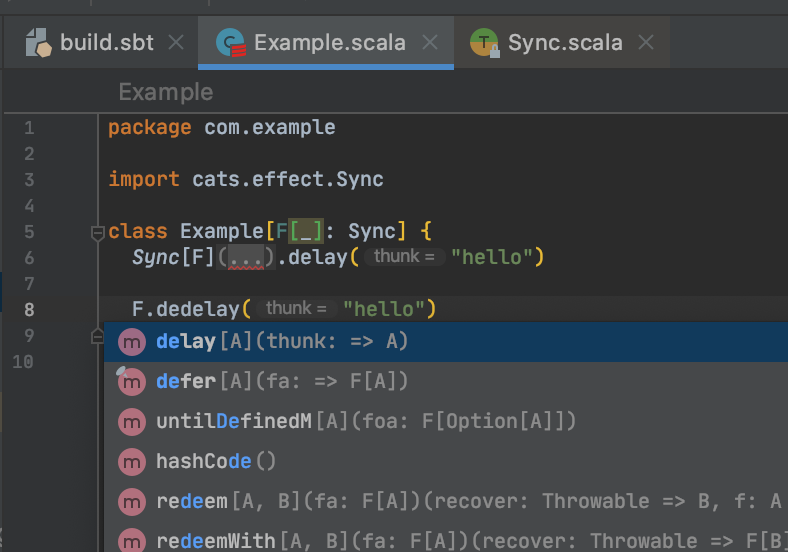 build.sbt Example.scala Sync.scala
Example
1 package com.example
2
3 import cats.effect.Sync
4
5 class Example[F[_]: Sync] {
6 Sync[F](...).delay( thunk = "hello")
7
8 F.dedelay( thunk = "hello")
9 delay[A](thunk: => A)
10 defer[A](fa: => F[A])
untilDefinedM[A](foa: F[Option[A]])
hashCode()
redeem[A, B](fa: F[A])(recover: Throwable => B, f: A
redeemWith[A, B](fa: F[A])(recover: Throwable => F[B]